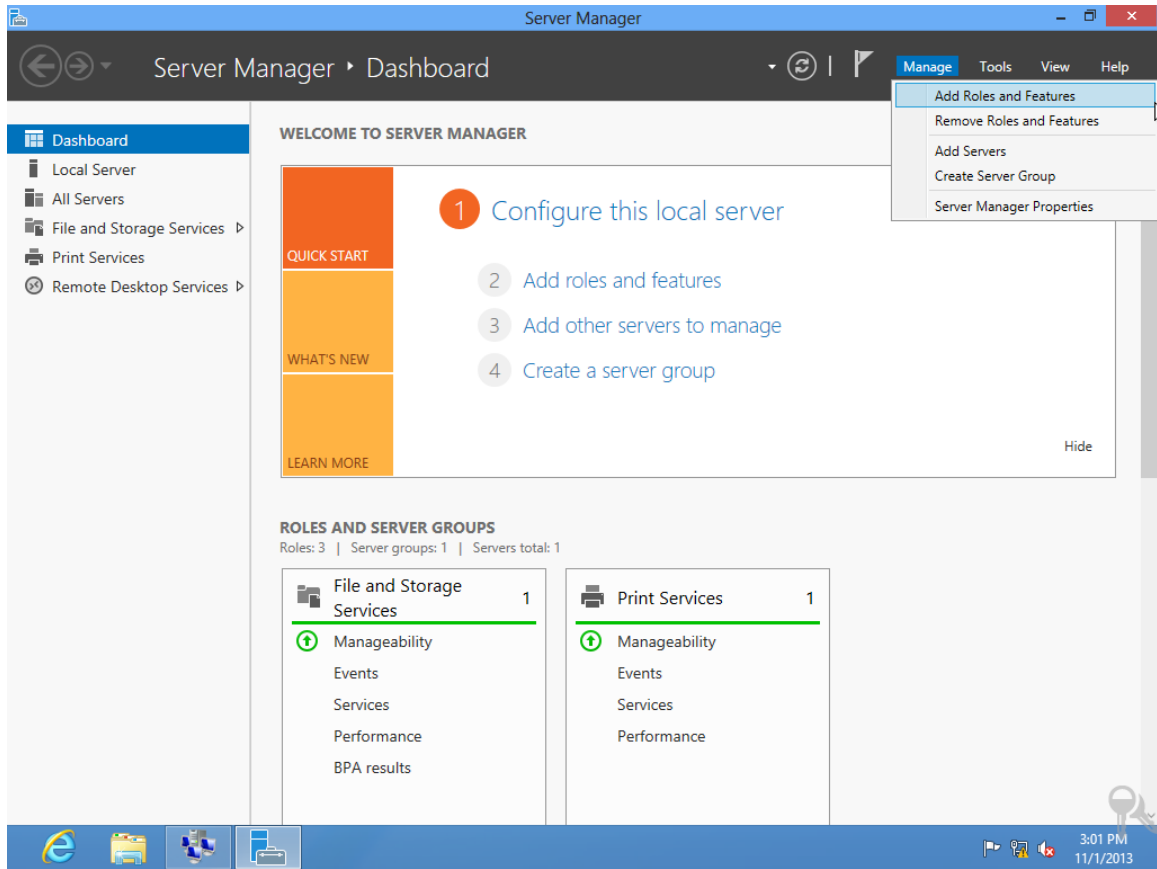 Server Manager
Server Manager • Dashboard
Manage Tools View Help
Add Roles and Features
Remove Roles and Features
Add Servers
Create Server Group
Server Manager Properties
Dashboard
Local Server
All Servers
File and Storage Services
Print Services
Remote Desktop Services
WELCOME TO SERVER MANAGER
QUICK START
WHAT'S NEW
LEARN MORE
1 Configure this local server
2 Add roles and features
3 Add other servers to manage
4 Create a server group
Hide
ROLES AND SERVER GROUPS
Roles: 3 | Server groups: 1 | Servers total: 1
File and Storage
Services 1
Manageability
Events
Services
Performance
BPA results
Print Services 1
Manageability
Events
Services
Performance
3:01 PM
11/1/2013